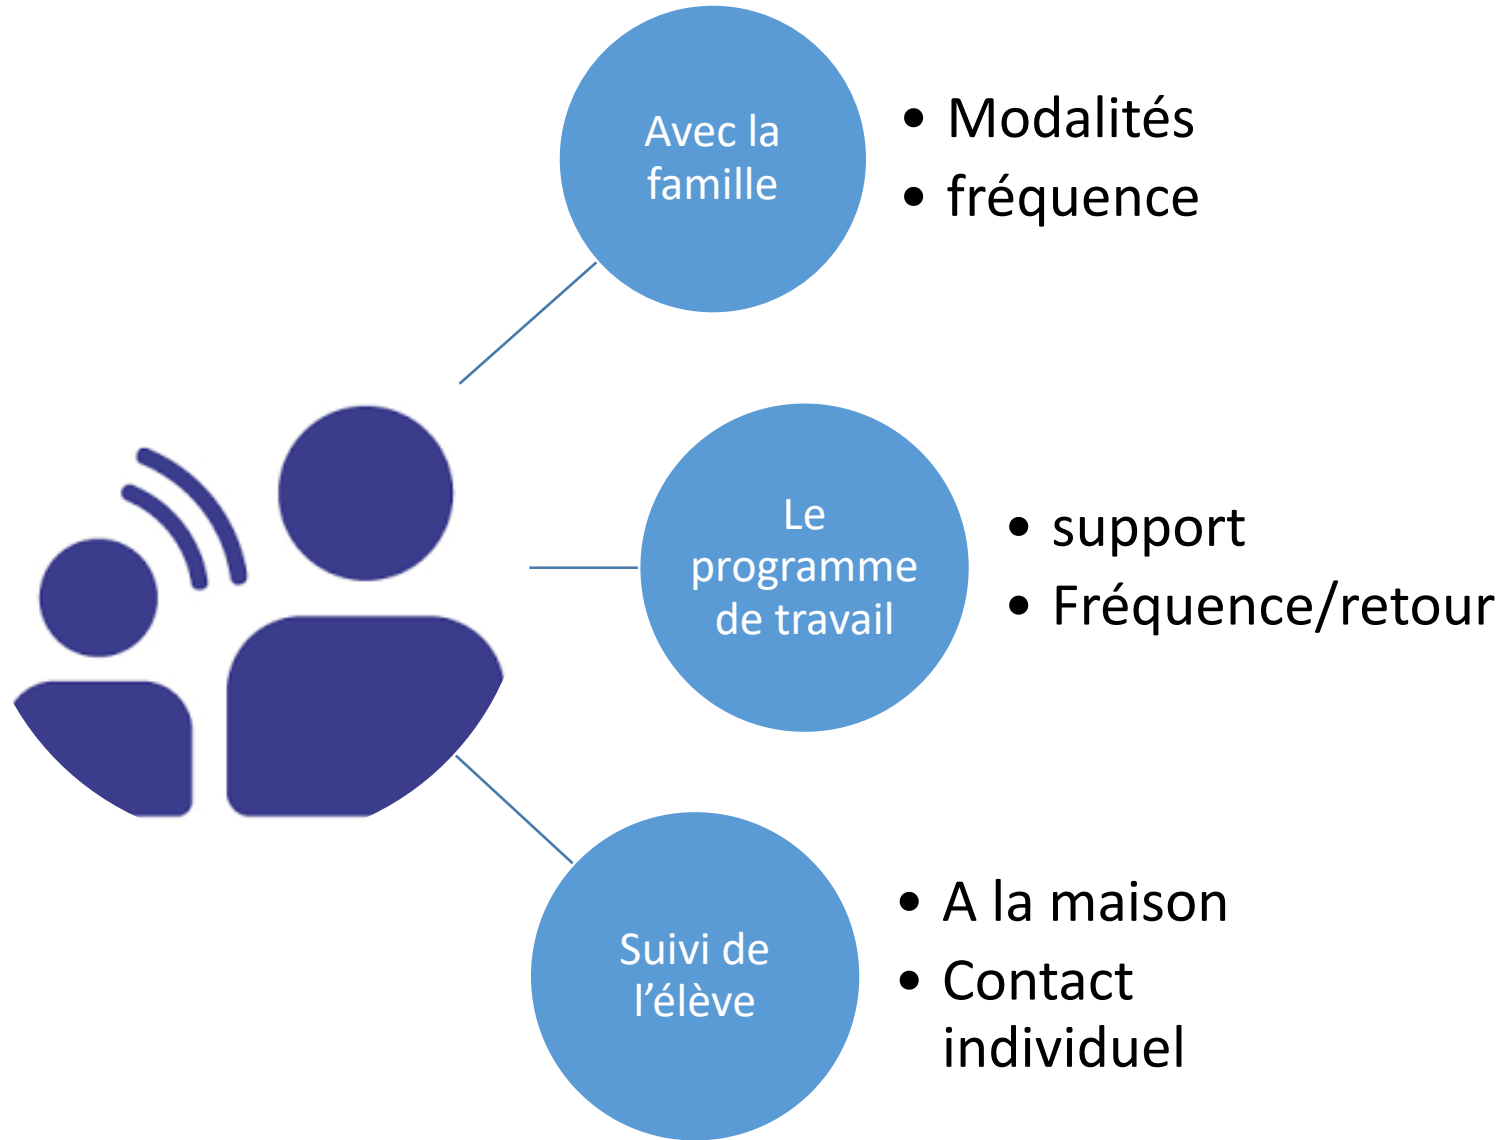 Avec la
famille
• Modalités
• fréquence
Le
programme
de travail
• support
• Fréquence/retour
Suivi de
l’élève
• A la maison
• Contact
individuel